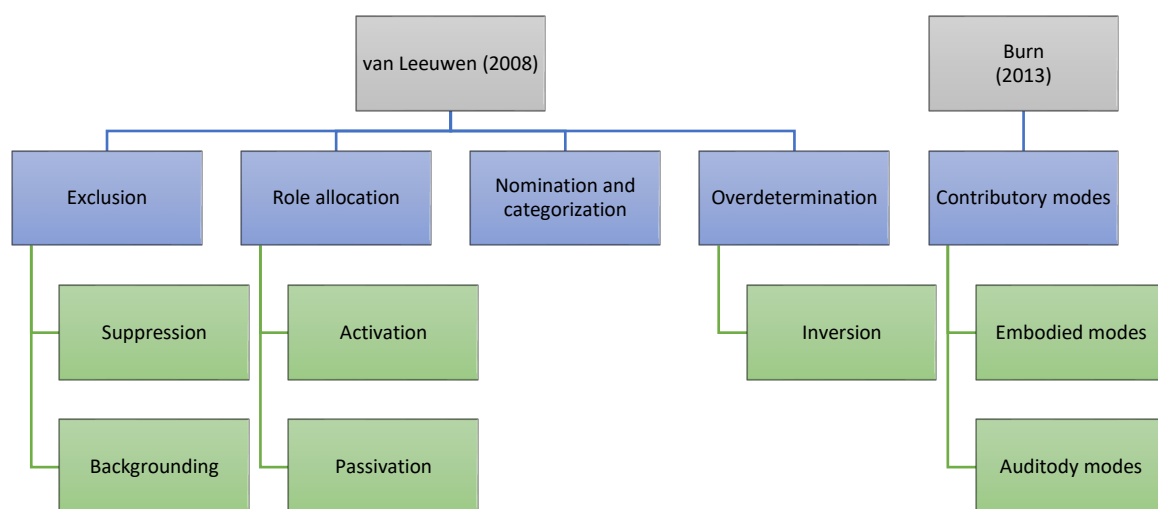 van Leeuwen (2008)
Burn
(2013)
Exclusion
Role allocation
Nomination and
categorization
Overdetermination
Contributory modes
Suppression
Activation
Inversion
Embodied modes
Backgrounding
Passivation
Auditody modes